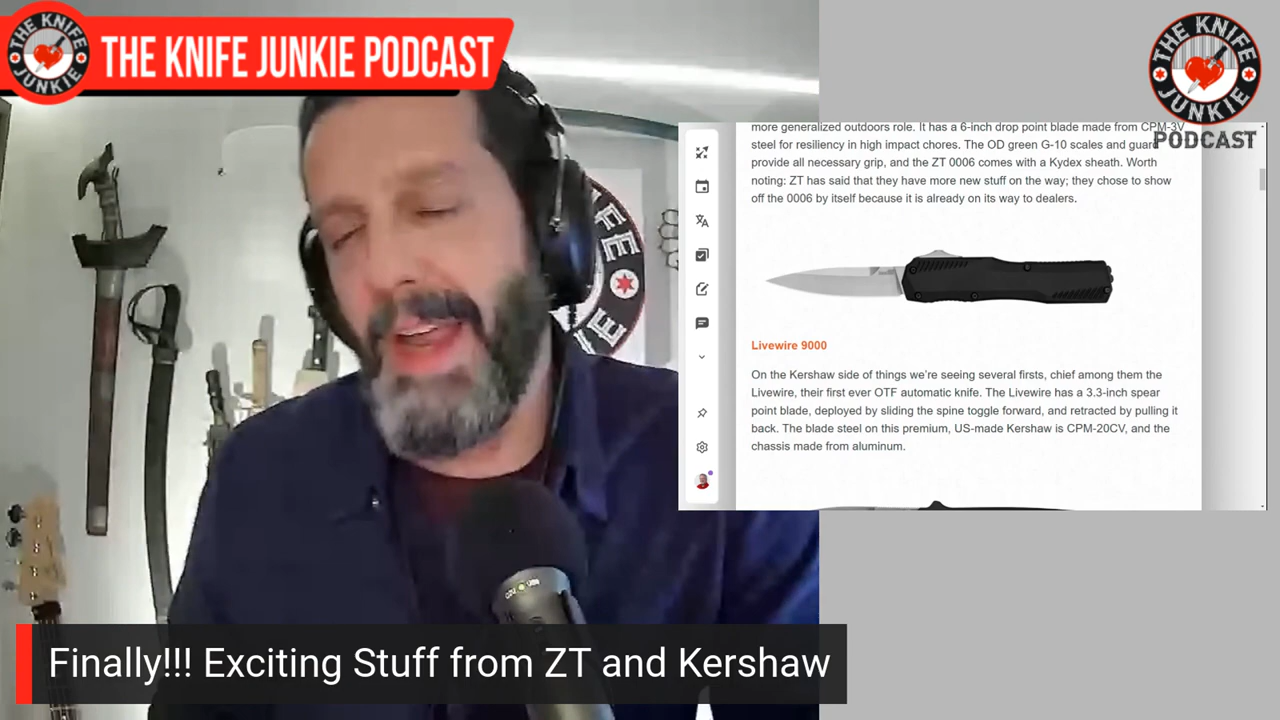 THE KNIFE JUNKIE
THE KNIFE JUNKIE PODCAST
THE KNIFE JUNKIE
PODCAST
more generalized outdoors role. It has a 6-inch drop point blade made from CPM-3V
steel for resiliency in high impact chores. The OD green G-10 scales and guard
provide all necessary grip, and the ZT 0006 comes with a Kydex sheath. Worth
noting: ZT has said that they have more new stuff on the way; they chose to show
off the 0006 by itself because it is already on its way to dealers.
Livewire 9000
On the Kershaw side of things we're seeing several firsts, chief among them the
Livewire, their first ever OTF automatic knife. The Livewire has a 3.3-inch spear
point blade, deployed by sliding the spine toggle forward, and retracted by pulling it
back. The blade steel on this premium, US-made Kershaw is CPM-20CV, and the
chassis made from aluminum.
Finally!!! Exciting Stuff from ZT and Kershaw